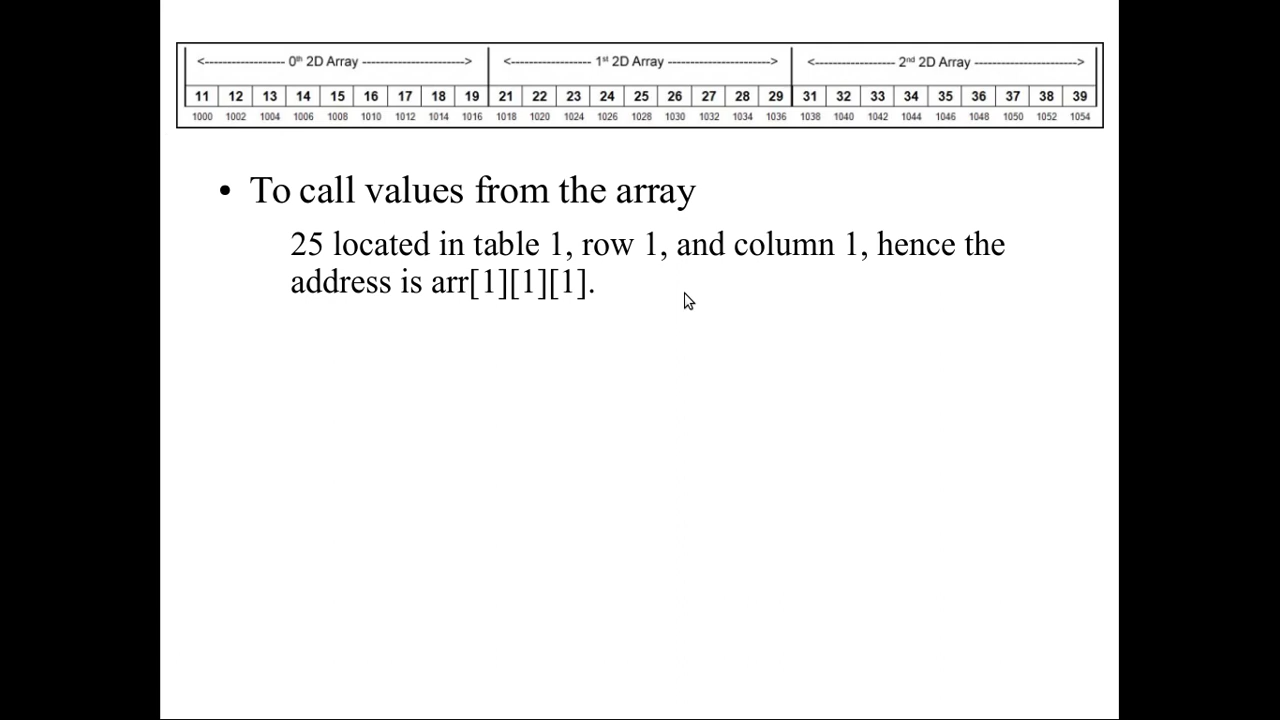 <------------------ 0th 2D Array ----------------------->
<------------------ 1st 2D Array ----------------------->
<------------------ 2nd 2D Array ----------------------->
11 12 13 14 15 16 17 18 19 21 22 23 24 25 26 27 28 29 31 32 33 34 35 36 37 38 39
1000 1002 1004 1006 1008 1010 1012 1014 1016 1018 1020 1024 1026 1028 1030 1032 1034 1036 1038 1040 1042 1044 1046 1048 1050 1052 1054
• To call values from the array
25 located in table 1, row 1, and column 1, hence the
address is arr[1][1][1].